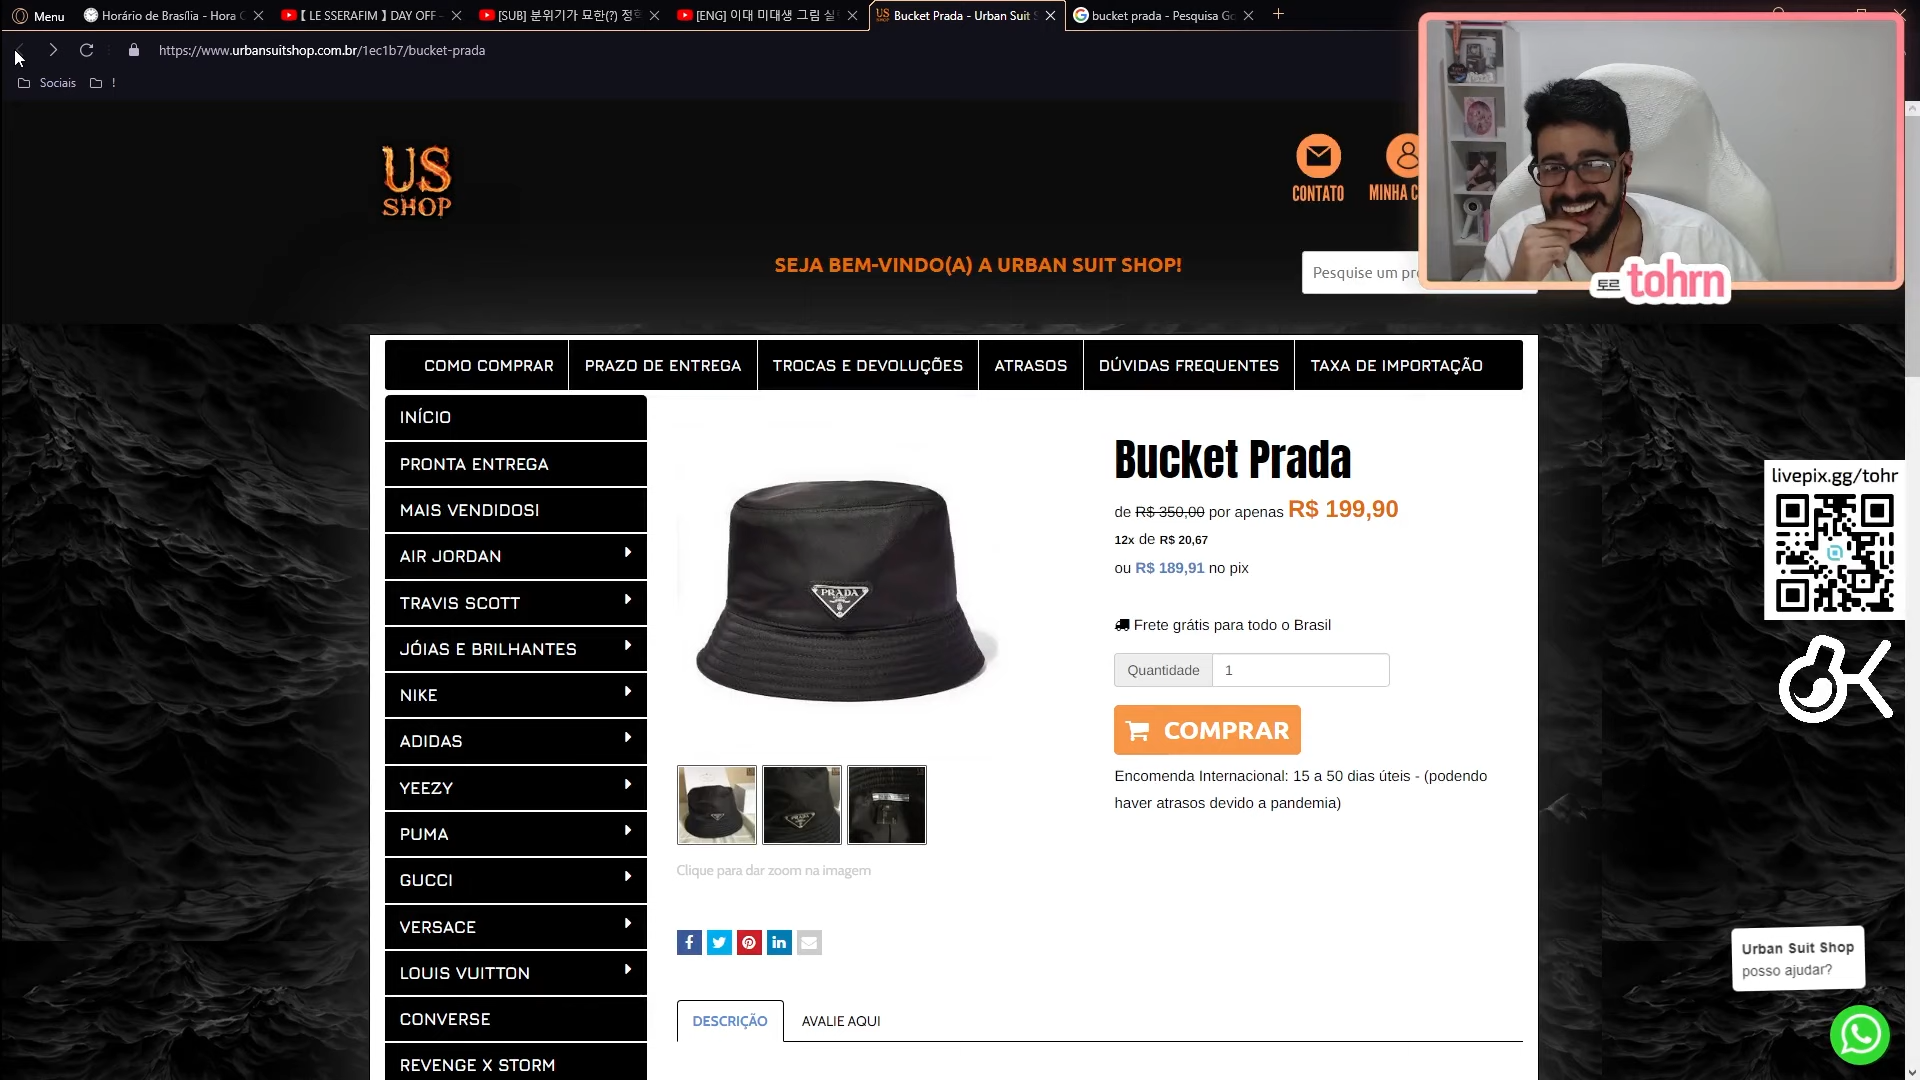 Menu
Horário de Brasília - Hora
【 LE SSERAFIM 】DAY OFF -
[SUB] 분위기가 묘한(?) 정
[ENG] 이대 미대생 그림 실
Bucket Prada - Urban Suit S
bucket prada - Pesquisa Go
https://www.urbansuitshop.com.br/1ec1b7/bucket-prada
Sociais
!
US
SHOP
CONTATO
MINHA C
SEJA BEM-VINDO(A) A URBAN SUIT SHOP!
Pesquise um pr
토르 tohrn
COMO COMPRAR
PRAZO DE ENTREGA
TROCAS E DEVOLUÇÕES
ATRASOS
DÚVIDAS FREQUENTES
TAXA DE IMPORTAÇÃO
INÍCIO
PRONTA ENTREGA
MAIS VENDIDOS!
AIR JORDAN
TRAVIS SCOTT
JÓIAS E BRILHANTES
NIKE
ADIDAS
YEEZY
PUMA
GUCCI
VERSACE
LOUIS VUITTON
CONVERSE
REVENGE X STORM
PRADA
Bucket Prada
de R$ 350,00 por apenas R$ 199,90
12x de R$ 20,67
ou R$ 189,91 no pix
Frete grátis para todo o Brasil
Quantidade
1
COMPRAR
Encomenda Internacional: 15 a 50 dias úteis - (podendo
haver atrasos devido a pandemia)
Clique para dar zoom na imagem
DESCRIÇÃO
AVALIE AQUI
livepix.gg/tohr
Urban Suit Shop
posso ajudar?